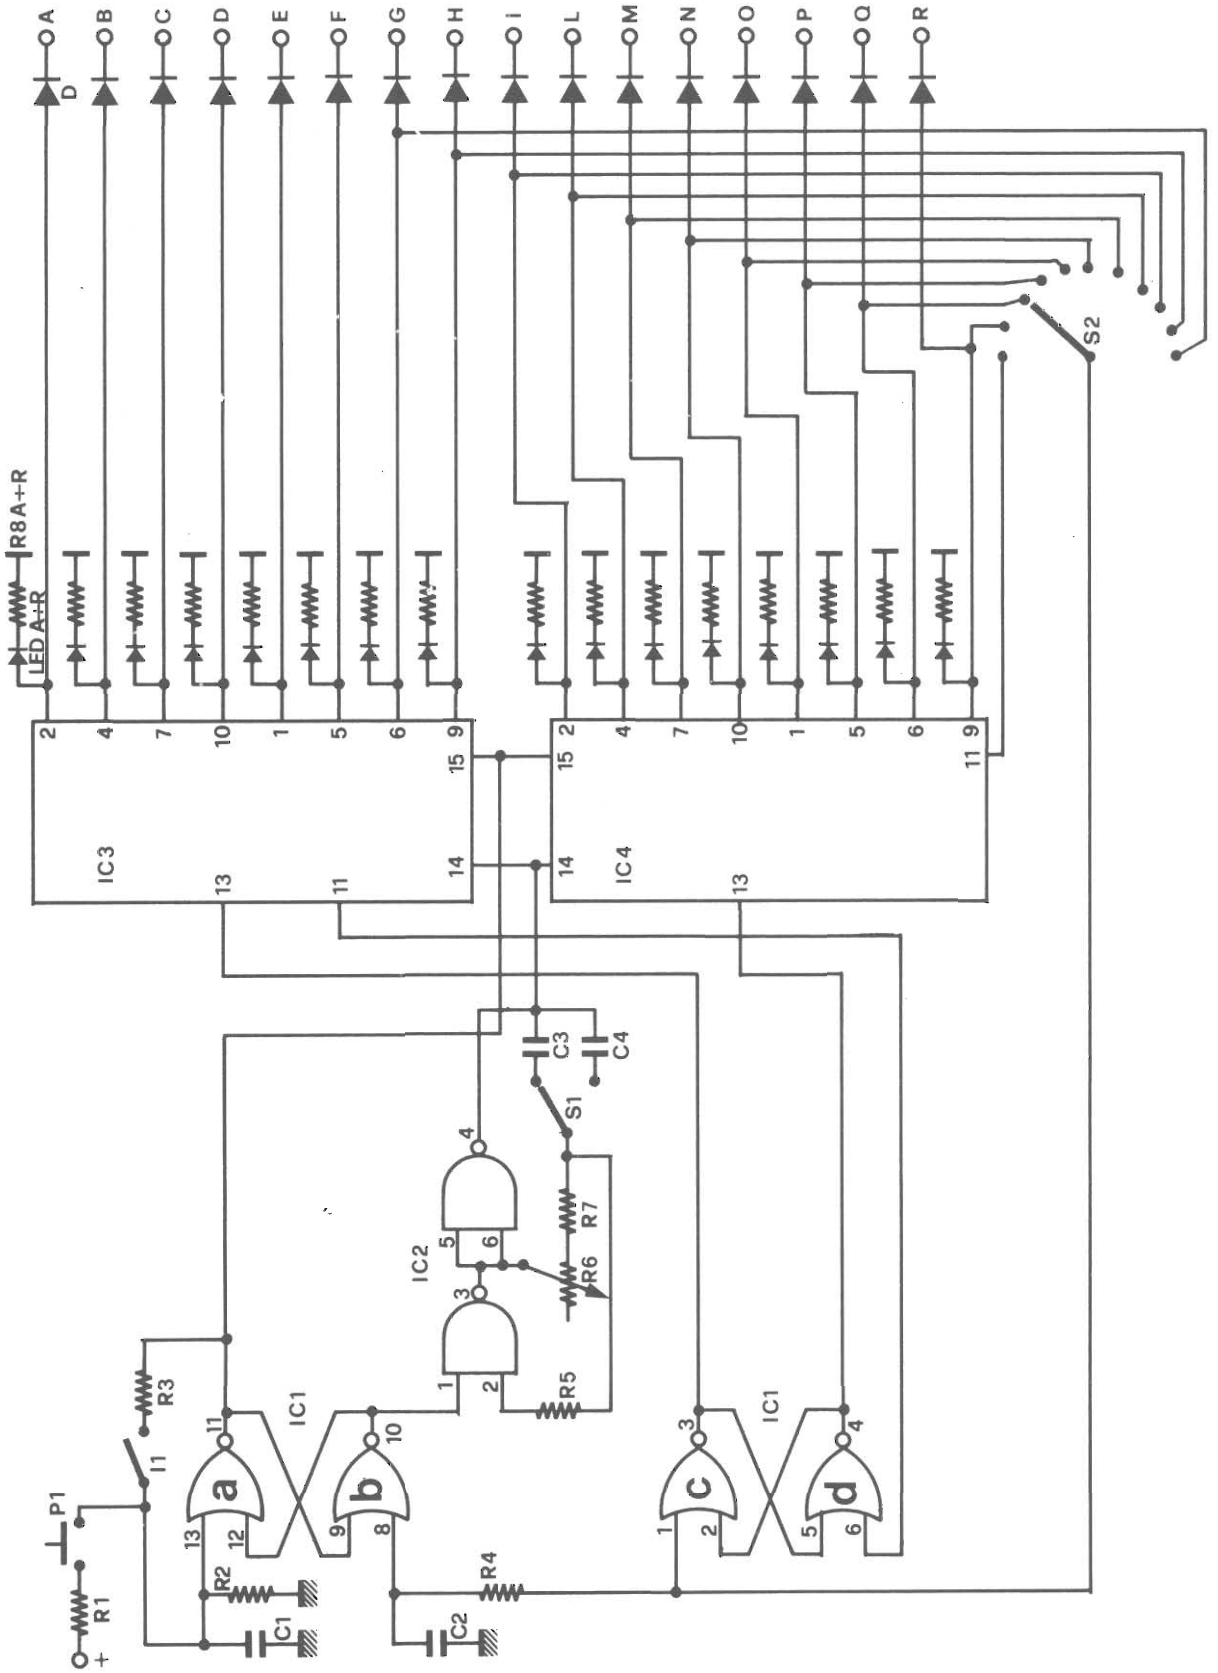 A
B
C
D
E
F
G
H
i
L
M
N
O
P
Q
R
D
R8A÷R
LED A÷R
2
4
7
10
1
5
6
9
15
14
IC3
13
11
2
4
7
10
1
5
6
9
15
11
14
IC4
13
S2
C3
C4
S1
4
5
6
IC2
3
R7
R6
1
2
R5
R3
I1
P1
R1
+
11
IC1
a
13
12
R2
C1
10
b
9
8
R4
C2
3
IC1
c
1
2
4
d
5
6